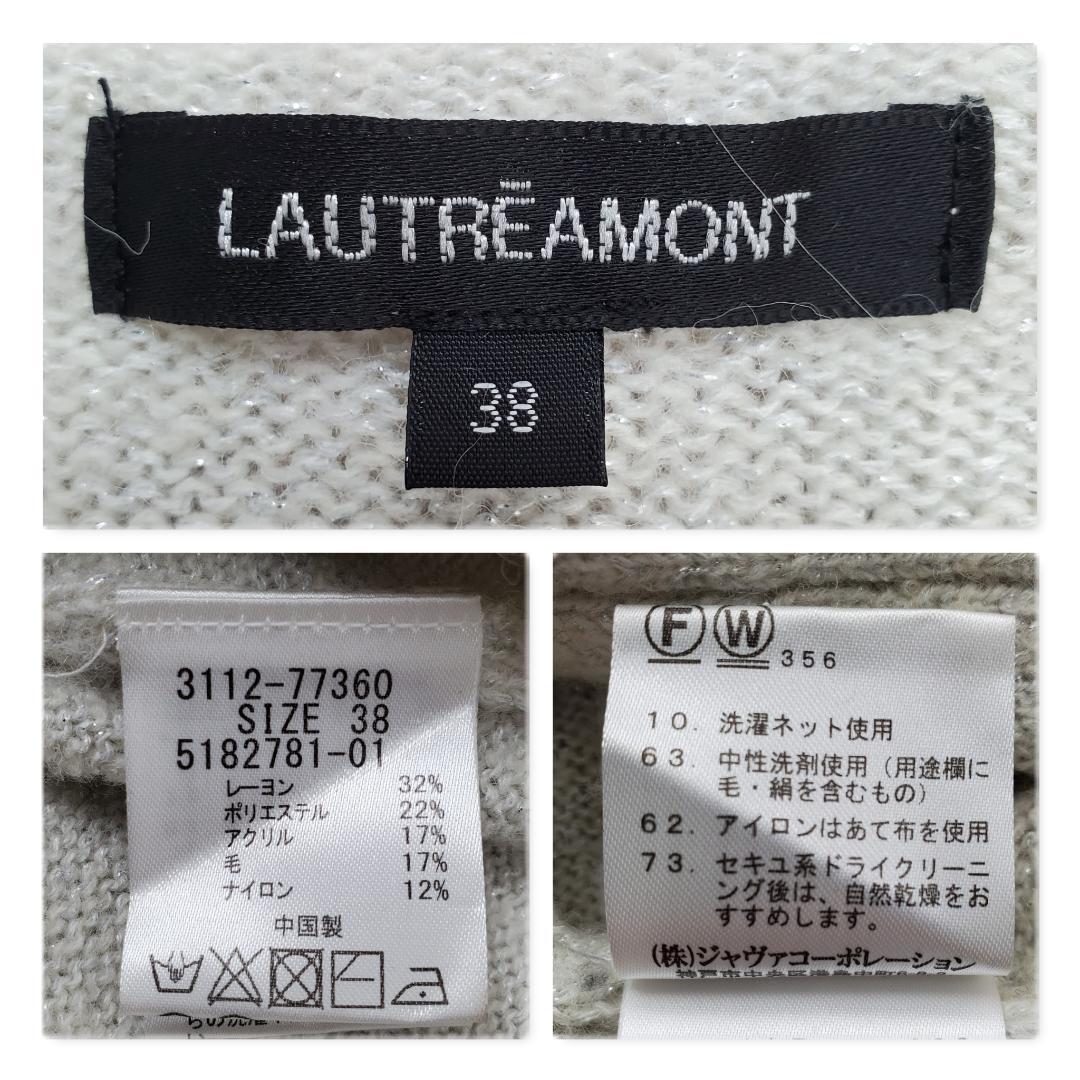 LAUTRĒAMONT
38
3112-77360
SIZE 38
5182781-01
レーヨン 32%
ポリエステル 22%
アクリル 17%
毛 17%
ナイロン 12%
中国製
F W 356
10. 洗濯ネット使用
63. 中性洗剤使用（用途欄に
毛・絹を含むもの）
62. アイロンはあて布を使用
73. セキユ系ドライクリーニ
ング後は、自然乾燥をお
すすめします。
(株)ジャヴァコーポレーション